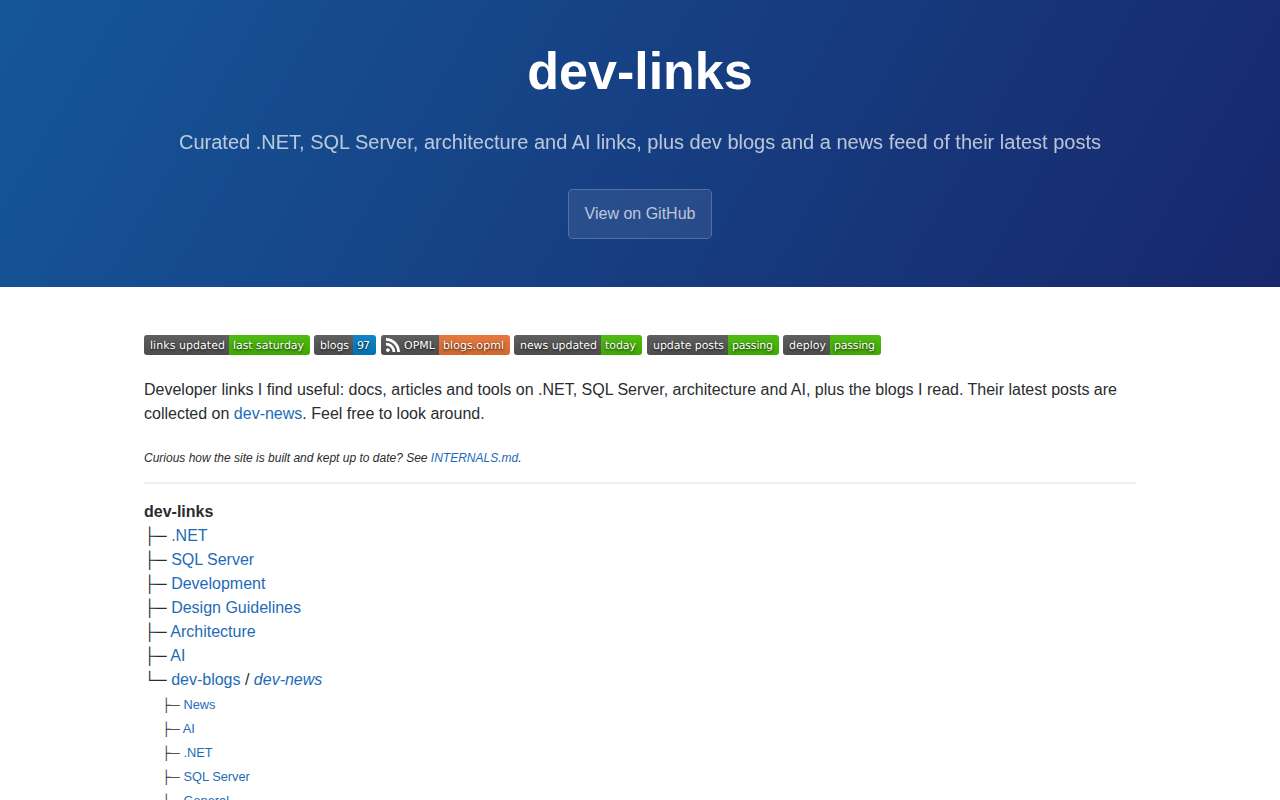 dev-links
Curated .NET, SQL Server, architecture and AI links, plus dev blogs and a news feed of their latest posts
View on GitHub
links updated last saturday blogs 97 OPML blogs.opml news updated today update posts passing deploy passing
Developer links I find useful: docs, articles and tools on .NET, SQL Server, architecture and AI, plus the blogs I read. Their latest posts are
collected on dev-news. Feel free to look around.
Curious how the site is built and kept up to date? See INTERNALS.md.
dev-links
├─ .NET
├─ SQL Server
├─ Development
├─ Design Guidelines
├─ Architecture
├─ AI
└─ dev-blogs / dev-news
├─ News
├─ AI
├─ .NET
├─ SQL Server
├─ General